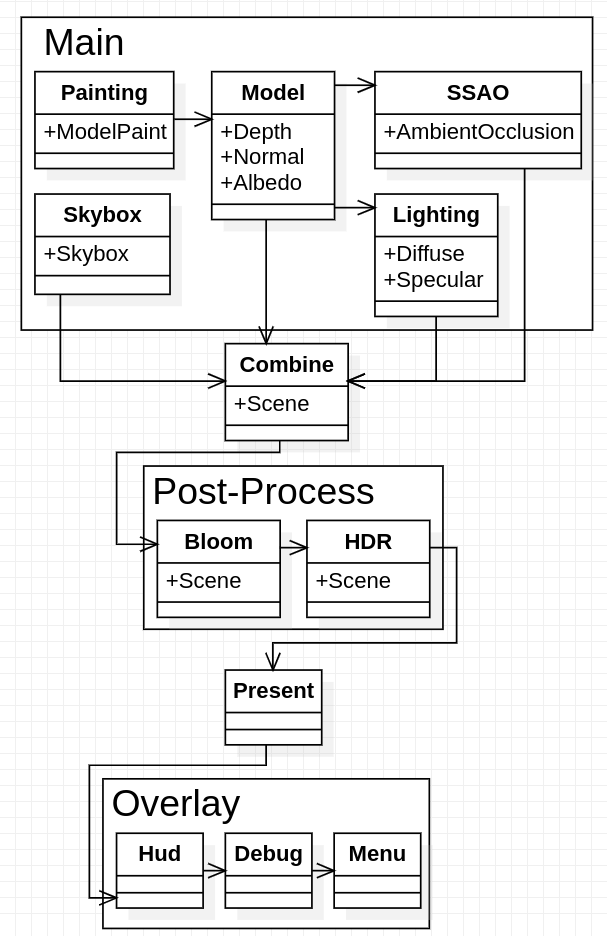 Main
Painting
+ModelPaint
Model
+Depth
+Normal
+Albedo
SSAO
+AmbientOcclusion
Skybox
+Skybox
Lighting
+Diffuse
+Specular
Combine
+Scene
Post-Process
Bloom
+Scene
HDR
+Scene
Present
Overlay
Hud
Debug
Menu